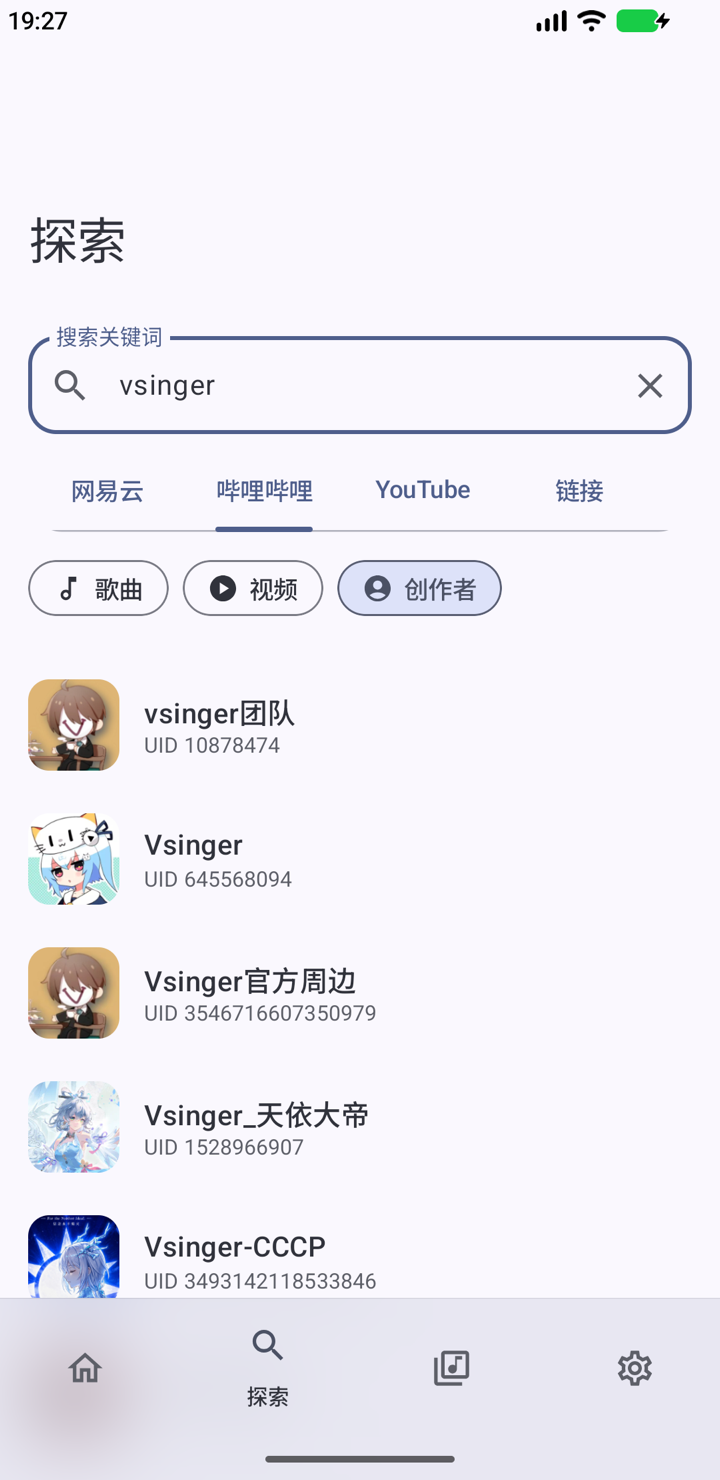 19:27
探索
搜索关键词
vsinger
网易云 哔哩哔哩 YouTube 链接
歌曲 视频 创作者
vsinger团队
UID 10878474
Vsinger
UID 645568094
Vsinger官方周边
UID 3546716607350979
Vsinger_天依大帝
UID 1528966907
Vsinger-CCCP
UID 3493142118533846
探索